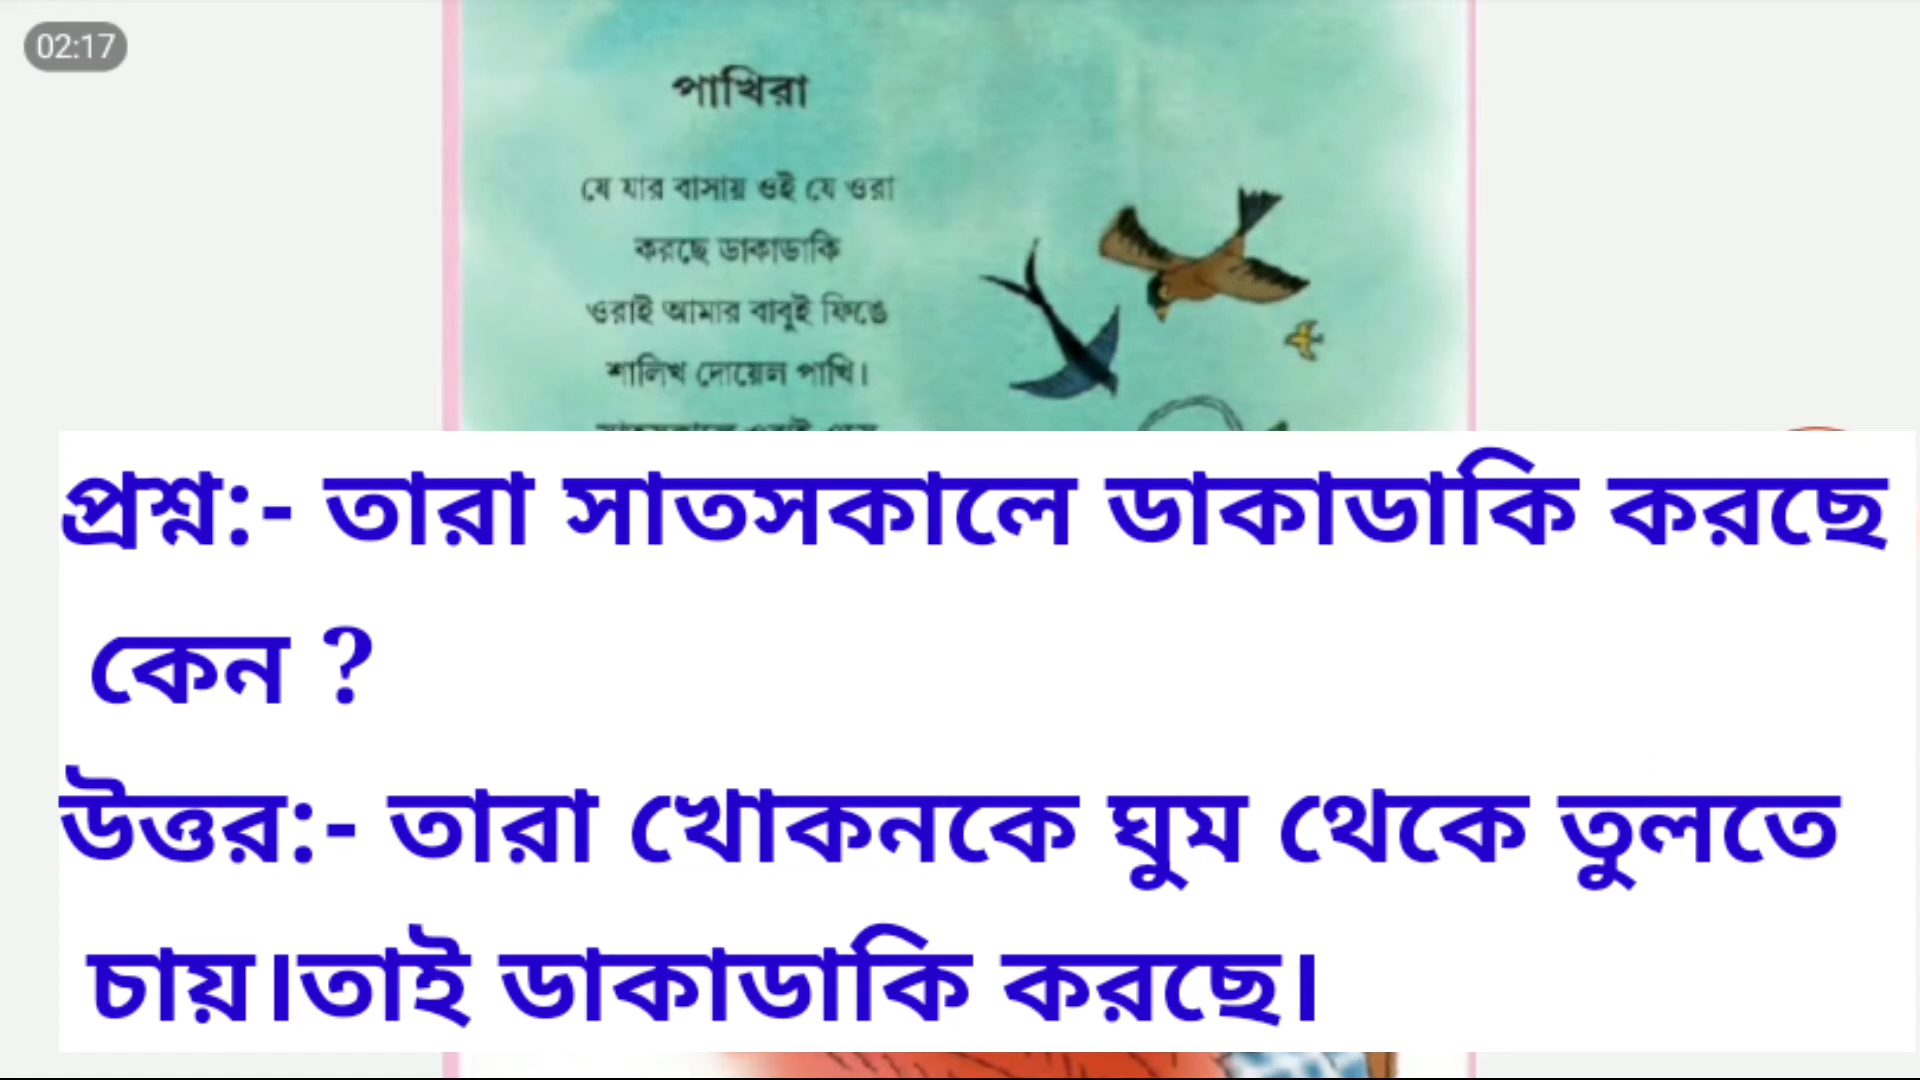 02:17
পাখিরা
যে যার বাসায় ওই যে ওরা
করছে ডাকাডাকি
ওরাই আমার বাবুই ফিঙে
শালিখ দোয়েল পাখি।
প্রশ্ন:- তারা সাতসকালে ডাকাডাকি করছে
কেন ?
উত্তর:- তারা খোকনকে ঘুম থেকে তুলতে
চায়।তাই ডাকাডাকি করছে।